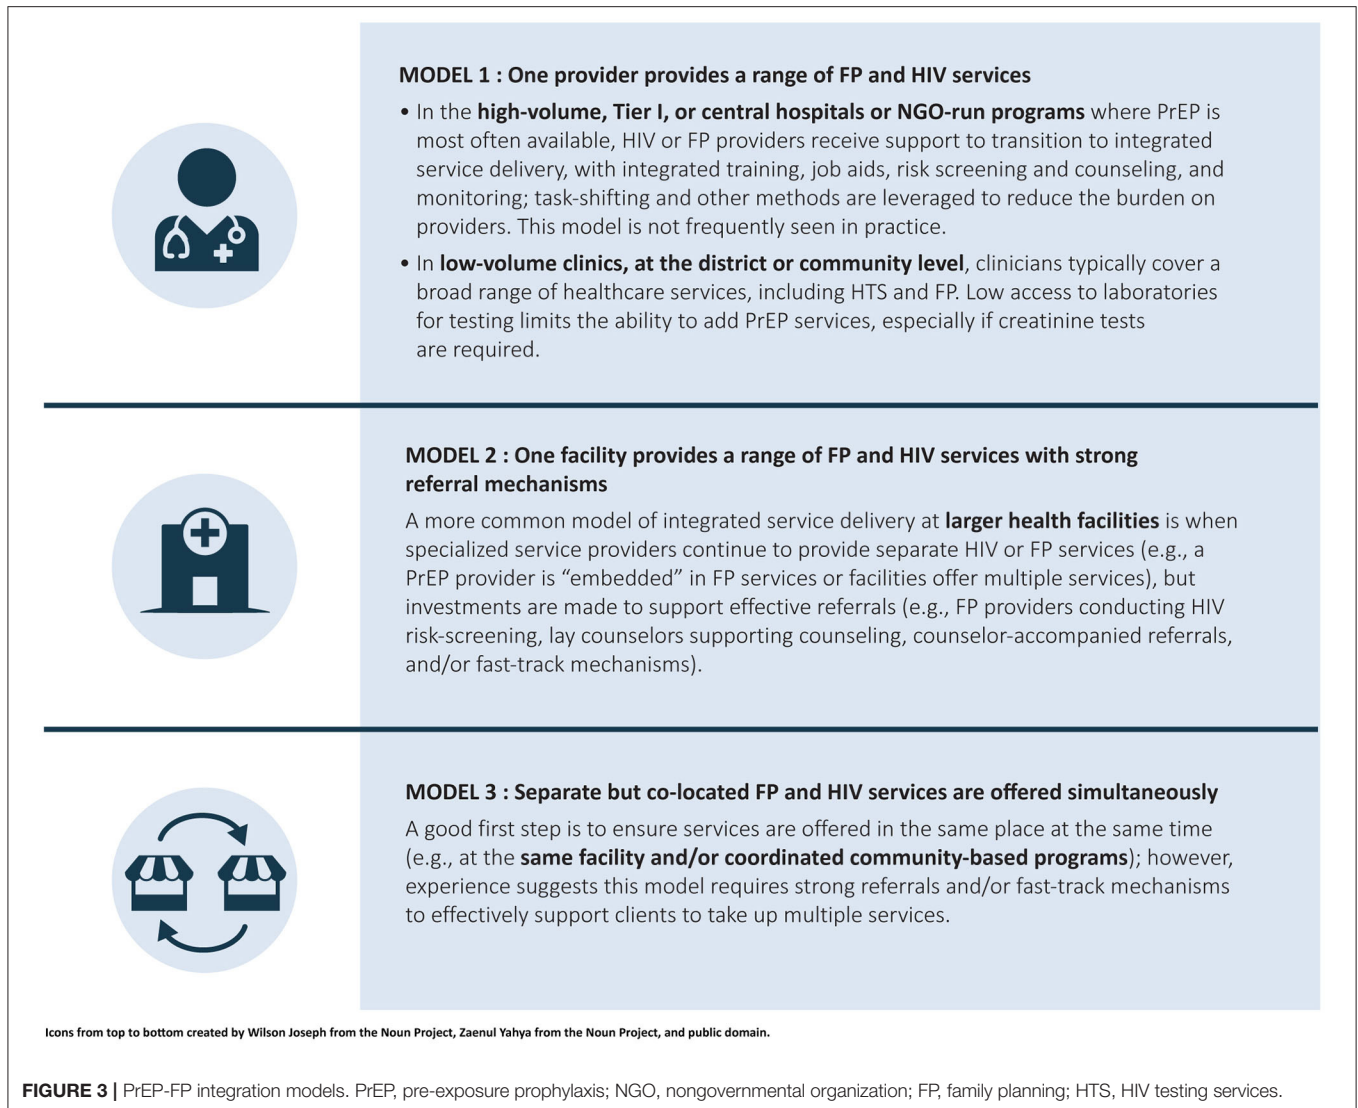 MODEL 1 : One provider provides a range of FP and HIV services
• In the high-volume, Tier I, or central hospitals or NGO-run programs where PrEP is
most often available, HIV or FP providers receive support to transition to integrated
service delivery, with integrated training, job aids, risk screening and counseling, and
monitoring; task-shifting and other methods are leveraged to reduce the burden on
providers. This model is not frequently seen in practice.
• In low-volume clinics, at the district or community level, clinicians typically cover a
broad range of healthcare services, including HTS and FP. Low access to laboratories
for testing limits the ability to add PrEP services, especially if creatinine tests
are required.
MODEL 2 : One facility provides a range of FP and HIV services with strong
referral mechanisms
A more common model of integrated service delivery at larger health facilities is when
specialized service providers continue to provide separate HIV or FP services (e.g., a
PrEP provider is “embedded” in FP services or facilities offer multiple services), but
investments are made to support effective referrals (e.g., FP providers conducting HIV
risk-screening, lay counselors supporting counseling, counselor-accompanied referrals,
and/or fast-track mechanisms).
MODEL 3 : Separate but co-located FP and HIV services are offered simultaneously
A good first step is to ensure services are offered in the same place at the same time
(e.g., at the same facility and/or coordinated community-based programs); however,
experience suggests this model requires strong referrals and/or fast-track mechanisms
to effectively support clients to take up multiple services.
Icons from top to bottom created by Wilson Joseph from the Noun Project, Zaenul Yahya from the Noun Project, and public domain.
FIGURE 3 | PrEP-FP integration models. PrEP, pre-exposure prophylaxis; NGO, nongovernmental organization; FP, family planning; HTS, HIV testing services.